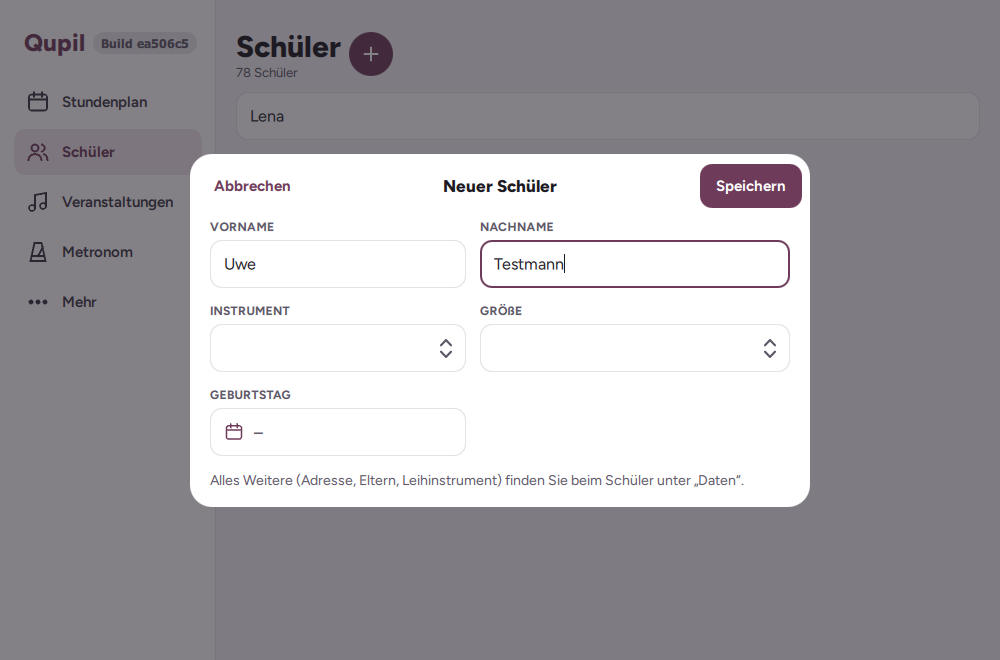 Qupil
Build ea506c5
Stundenplan
Schüler
Veranstaltungen
Metronom
Mehr
Schüler
78 Schüler
Lena
Abbrechen
Neuer Schüler
Speichern
VORNAME
NACHNAME
Uwe
Testmann
INSTRUMENT
GRÖßE
GEBURTSTAG
–
Alles Weitere (Adresse, Eltern, Leihinstrument) finden Sie beim Schüler unter „Daten“.